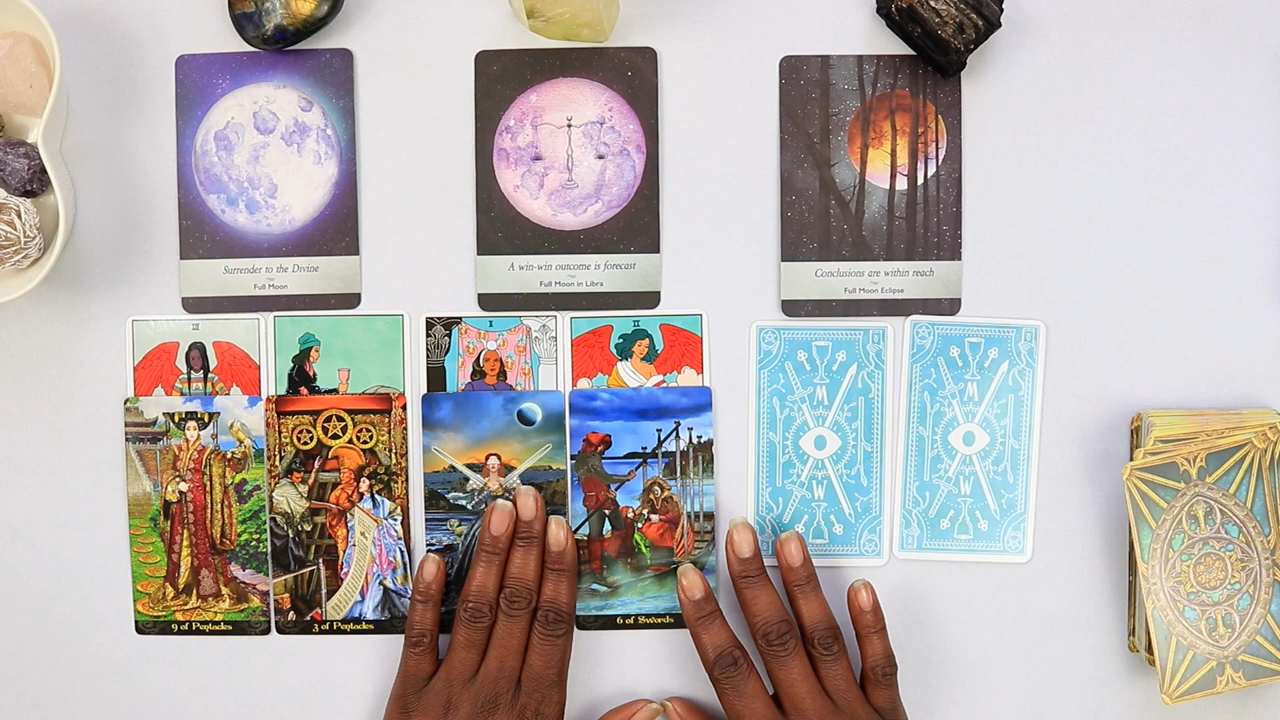 Surrender to the Divine
Full Moon
A win-win outcome is forecast
Full Moon in Libra
Conclusions are within reach
Full Moon Eclipse
II
M
M
W
W
9 of Pentacles
3 of Pentacles
6 of Swords